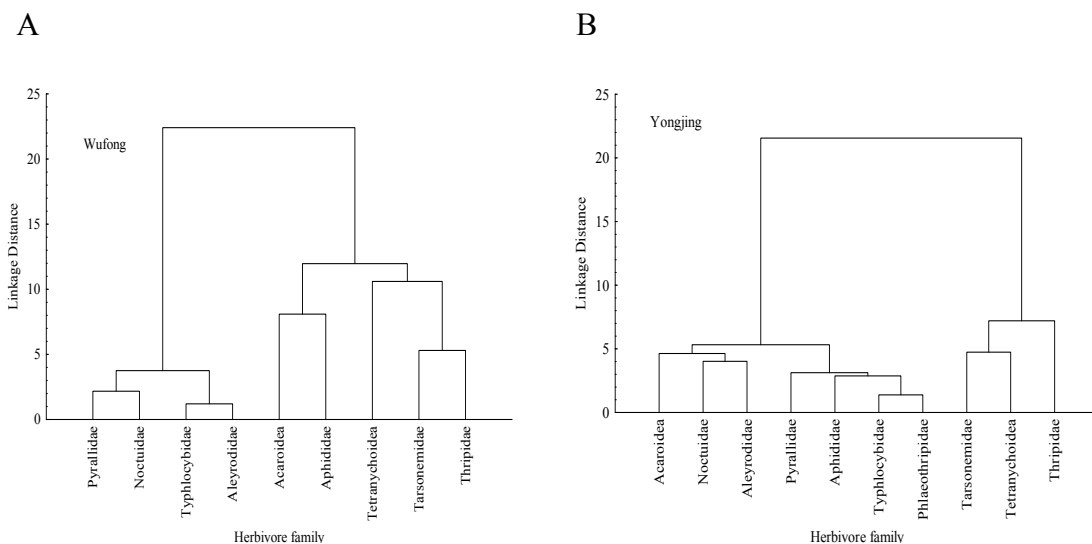 A
25
20
15
10
5
0
Linkage Distance
Wufong
Pyrallidae
Noctuidae
Typhlocybidae
Aleyrodidae
Acaroidea
Aphididae
Tetranychoidea
Tarsonemidae
Thripidae
Herbivore family
B
25
20
15
10
5
0
Linkage Distance
Yongjing
Acaroidea
Noctuidae
Aleyrodidae
Pyrallidae
Aphididae
Typhlocybidae
Phlaeothripidae
Tarsonemidae
Tetranychoidea
Thripidae
Herbivore family